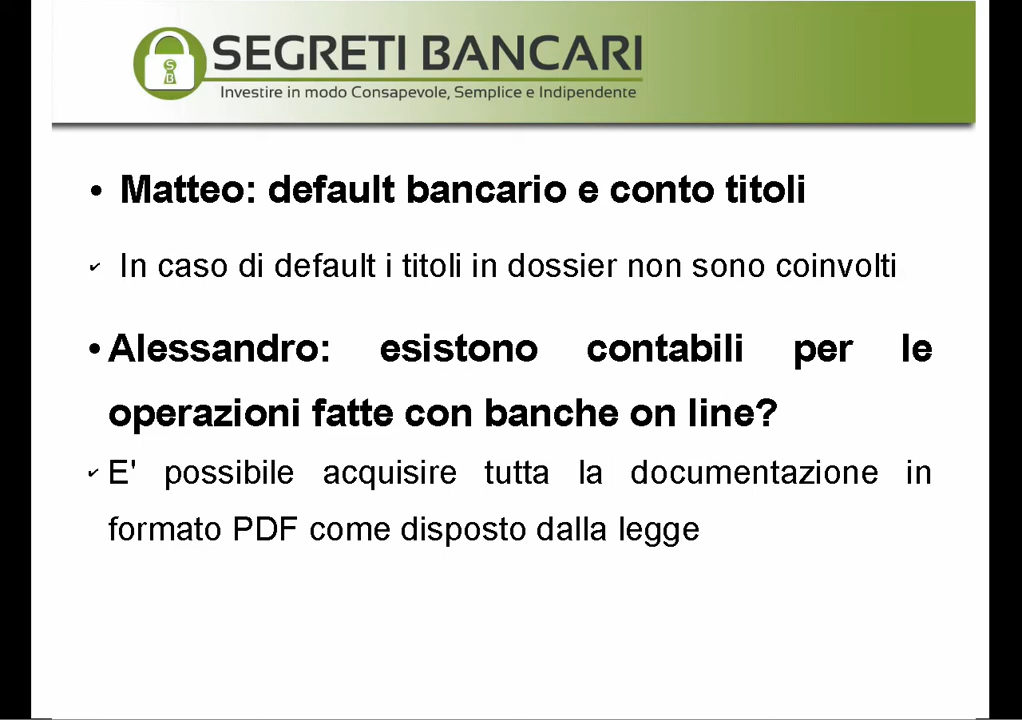 SEGRETI BANCARI
Investire in modo Consapevole, Semplice e Indipendente
S
B
• Matteo: default bancario e conto titoli
✔ In caso di default i titoli in dossier non sono coinvolti
• Alessandro: esistono contabili per le
operazioni fatte con banche on line?
✔ E' possibile acquisire tutta la documentazione in
formato PDF come disposto dalla legge